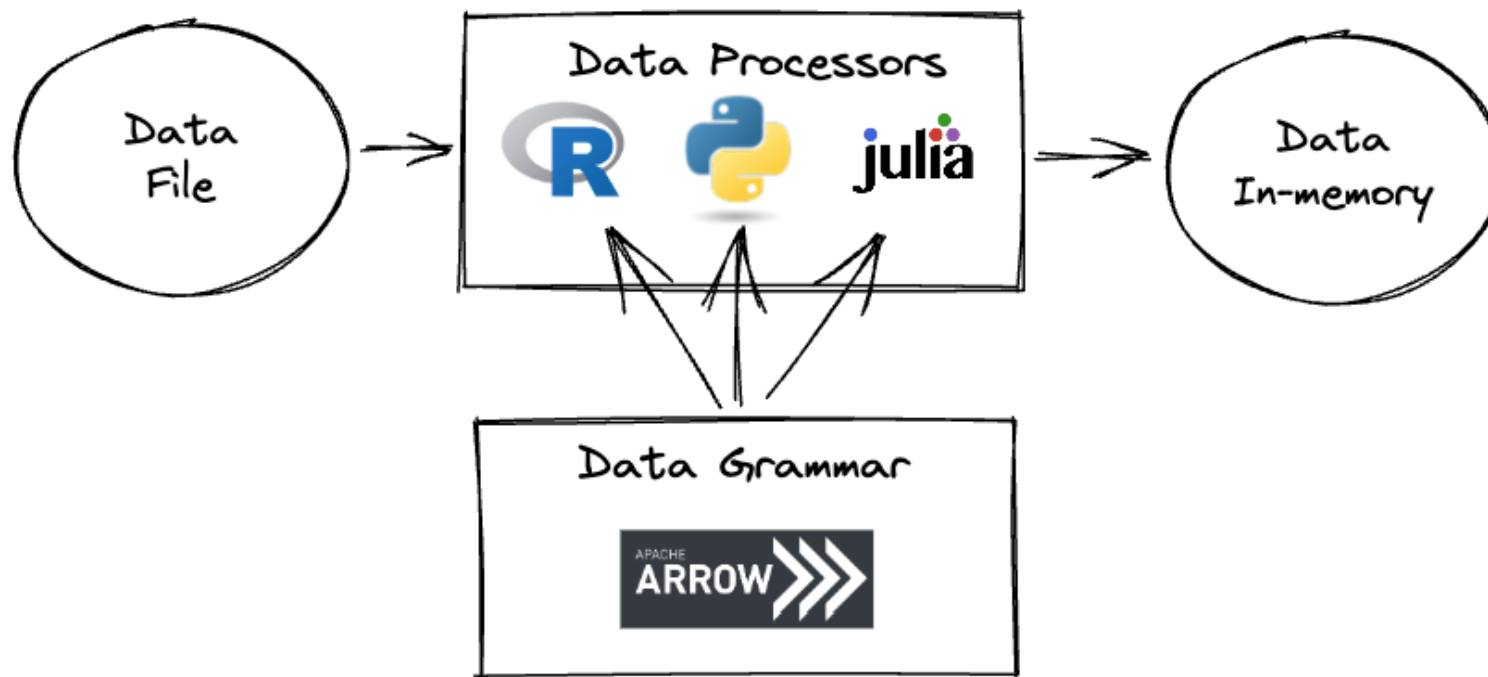 Data
File
Data Processors
R
julia
Data
In-memory
Data Grammar
APACHE
ARROW